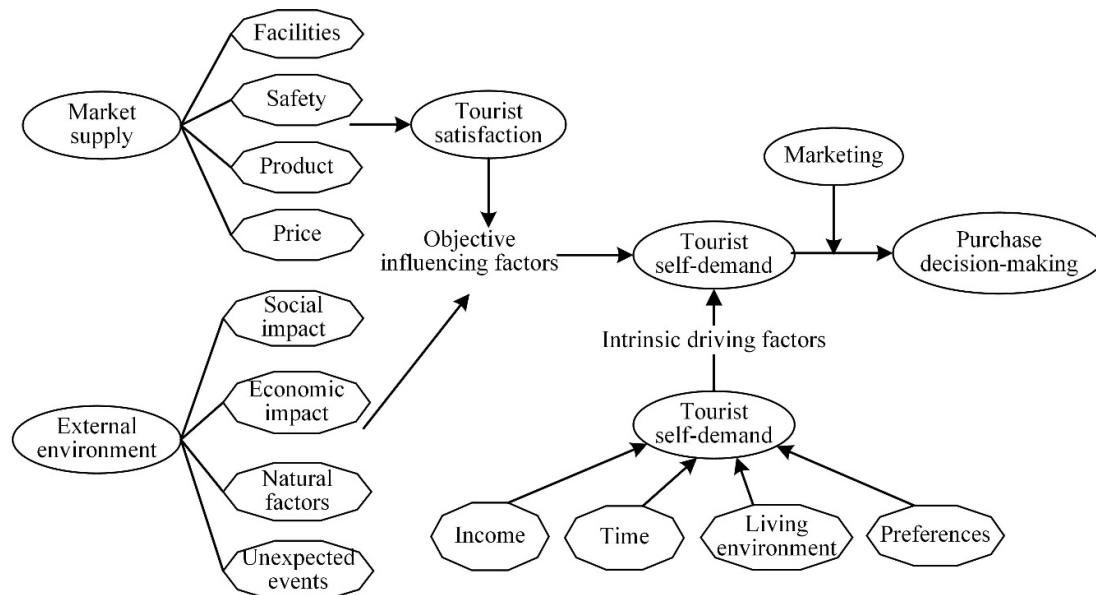 Facilities
Safety
Market
supply
Product
Price
Tourist
satisfaction
Objective
influencing factors
Marketing
Tourist
self-demand
Purchase
decision-making
Social
impact
Economic
impact
External
environment
Natural
factors
Unexpected
events
Intrinsic driving factors
Tourist
self-demand
Income
Time
Living
environment
Preferences